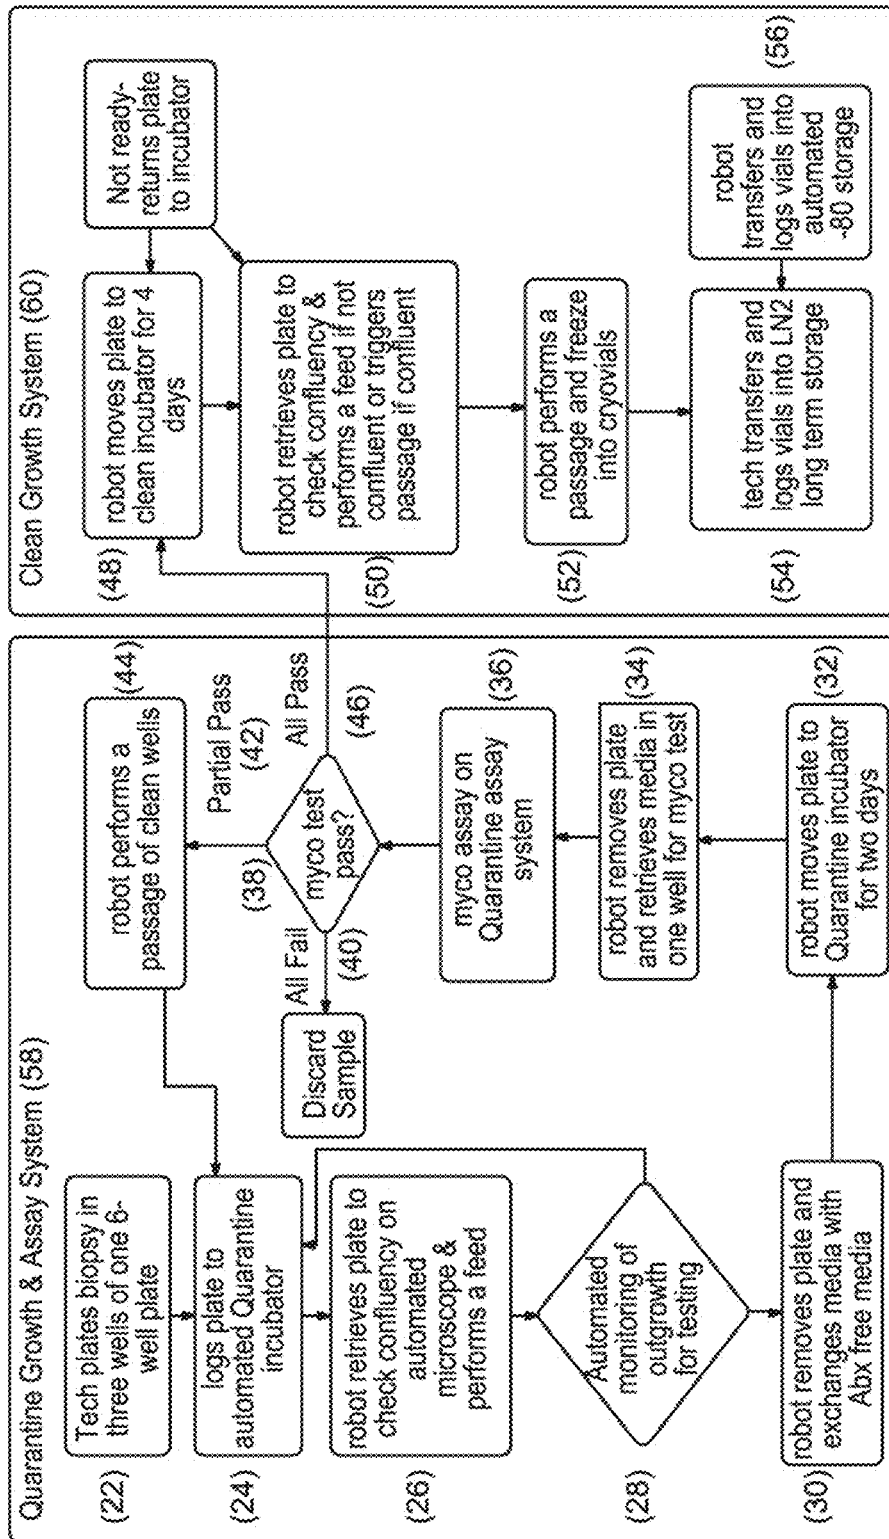 Quarantine Growth & Assay System (58)
(22)
Tech plates biopsy in
three wells of one 6-
well plate
(24)
logs plate to
automated Quarantine
incubator
(26)
robot retrieves plate to
check confluency on
automated
microscope &
performs a feed
(28)
Automated
monitoring of
outgrowth
for testing
(30)
robot removes plate and
exchanges media with
Abx free media
robot moves plate to
Quarantine incubator
for two days
(32)
robot removes plate
and retrieves media in
one well for myco test
(34)
myco assay on
Quarantine assay
system
(36)
myco test
pass?
(38)
All Fail
(40)
Discard
Sample
Partial Pass
(42)
robot performs a
passage of clean wells
(44)
All Pass
(46)
Clean Growth System (60)
(48)
robot moves plate to
clean incubator for 4
days
Not ready-
returns plate
to incubator
(50)
robot retrieves plate to
check confluency &
performs a feed if not
confluent or triggers
passage if confluent
(52)
robot performs a
passage and freeze
into cryovials
(54)
tech transfers and
logs vials into LN2
long term storage
robot
transfers and
logs vials into
automated
-80 storage
(56)